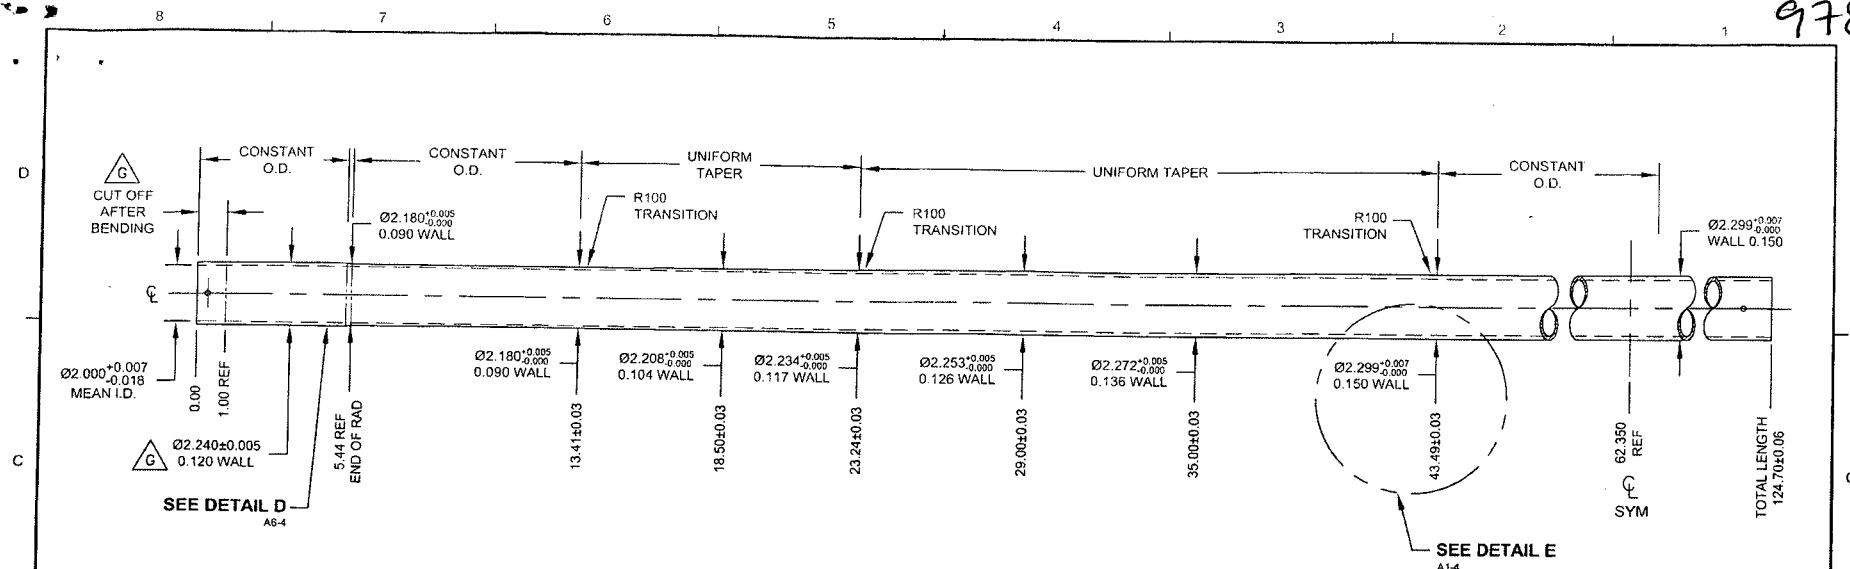 8 7 6 5 4 3 2 1
D
G
CUT OFF
AFTER
BENDING
CONSTANT
O.D.
CONSTANT
O.D.
UNIFORM
TAPER
UNIFORM TAPER
CONSTANT
O.D.
Ø2.180+0.005
-0.000
0.090 WALL
R100
TRANSITION
R100
TRANSITION
R100
TRANSITION
Ø2.299+0.007
-0.000
WALL 0.150
℄
Ø2.000+0.007
-0.018
MEAN I.D.
0.00
1.00 REF
G
Ø2.240±0.005
0.120 WALL
5.44 REF
END OF RAD
Ø2.180+0.005
-0.000
0.090 WALL
13.41±0.03
Ø2.208+0.005
-0.000
0.104 WALL
18.50±0.03
Ø2.234+0.005
-0.000
0.117 WALL
23.24±0.03
Ø2.253+0.005
-0.000
0.126 WALL
29.00±0.03
Ø2.272+0.005
-0.000
0.136 WALL
35.00±0.03
Ø2.299+0.007
-0.000
0.150 WALL
43.49±0.03
62.350
REF
℄
SYM
TOTAL LENGTH
124.70±0.06
C
SEE DETAIL D
A6-4
SEE DETAIL E
A1-4